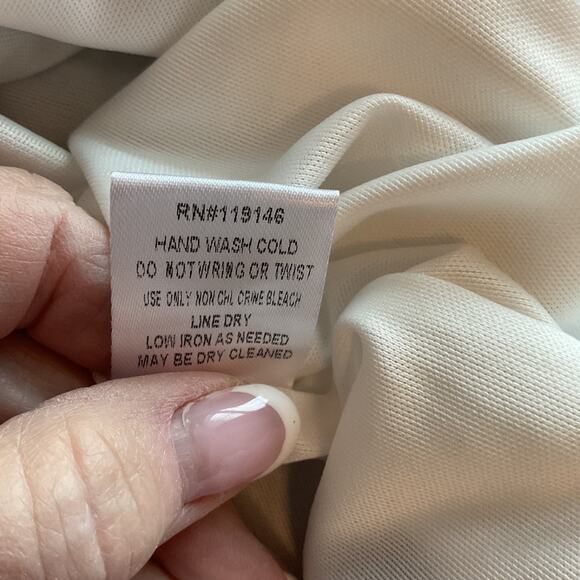 RN#119146
HAND WASH COLD
DO NOT WRING OR TWIST
USE ONLY NON CHLORINE BLEACH
LINE DRY
LOW IRON AS NEEDED
MAY BE DRY CLEANED